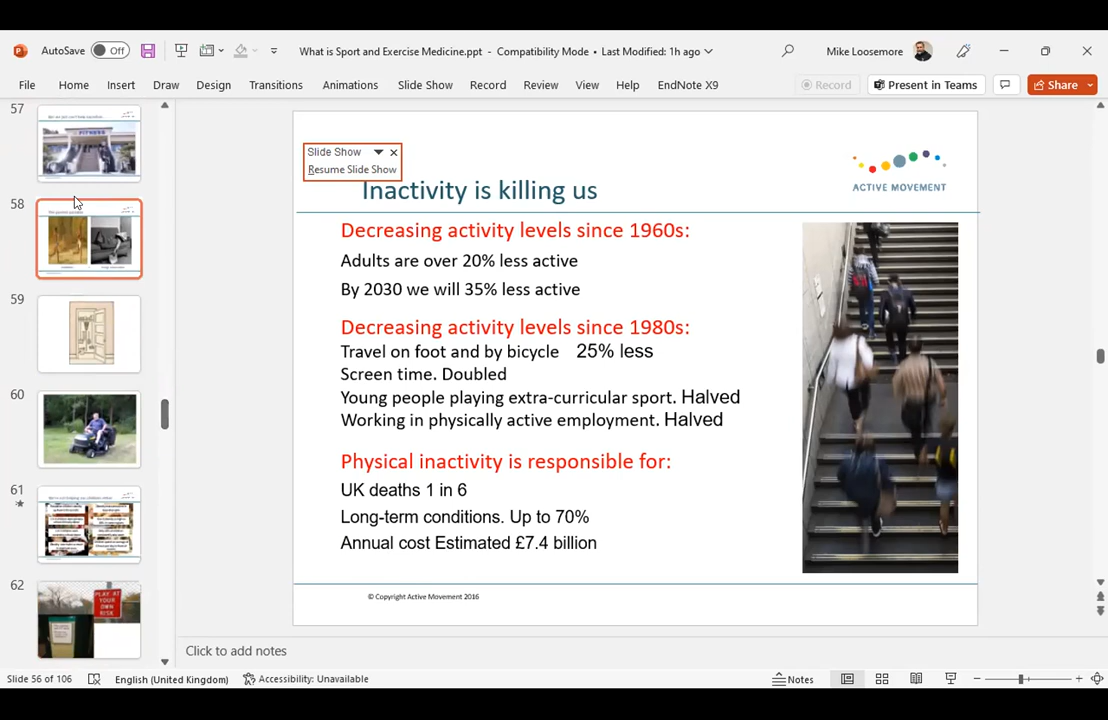 AutoSave
Off
What is Sport and Exercise Medicine.ppt - Compatibility Mode • Last Modified: 1h ago
Mike Loosemore
File Home Insert Draw Design Transitions Animations Slide Show Record Review View Help EndNote X9
Record
Present in Teams
Share
57
FITNESS
58
59
60
61
62
PLAY AT YOUR OWN RISK
Slide Show
Resume Slide Show
Inactivity is killing us
ACTIVE MOVEMENT
Decreasing activity levels since 1960s:
Adults are over 20% less active
By 2030 we will 35% less active
Decreasing activity levels since 1980s:
Travel on foot and by bicycle 25% less
Screen time. Doubled
Young people playing extra-curricular sport. Halved
Working in physically active employment. Halved
Physical inactivity is responsible for:
UK deaths 1 in 6
Long-term conditions. Up to 70%
Annual cost Estimated £7.4 billion
© Copyright Active Movement 2016
Click to add notes
Slide 56 of 106
English (United Kingdom)
Accessibility: Unavailable
Notes